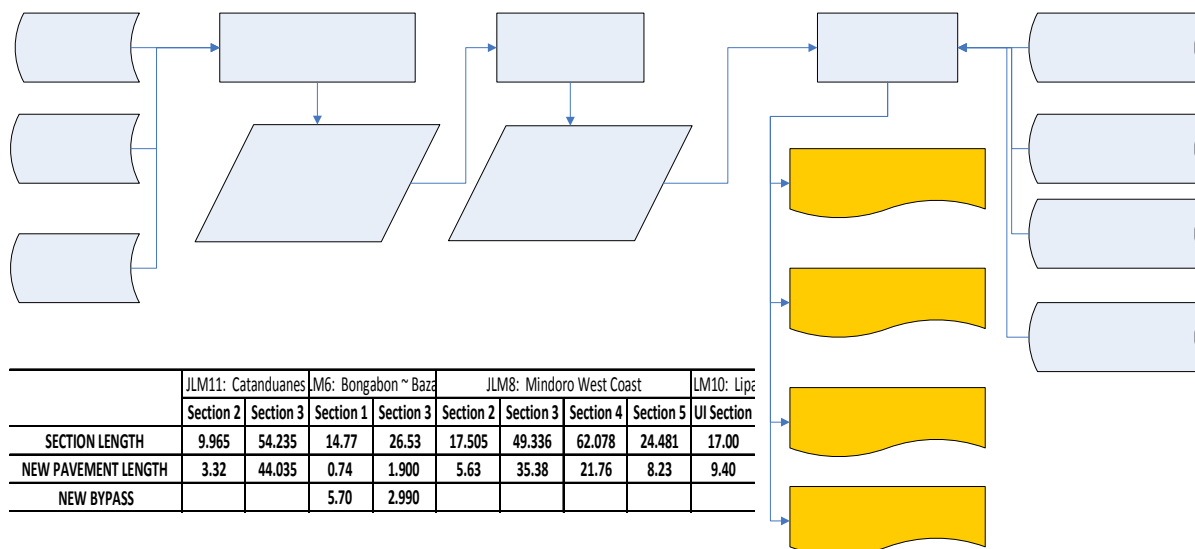 JLM11: Catanduanes LM6: Bongabon ~ Baza JLM8: Mindoro West Coast LM10: Lipa
Section 2 Section 3 Section 1 Section 3 Section 2 Section 3 Section 4 Section 5 UI Section
SECTION LENGTH 9.965 54.235 14.77 26.53 17.505 49.336 62.078 24.481 17.00
NEW PAVEMENT LENGTH 3.32 44.035 0.74 1.900 5.63 35.38 21.76 8.23 9.40
NEW BYPASS 5.70 2.990